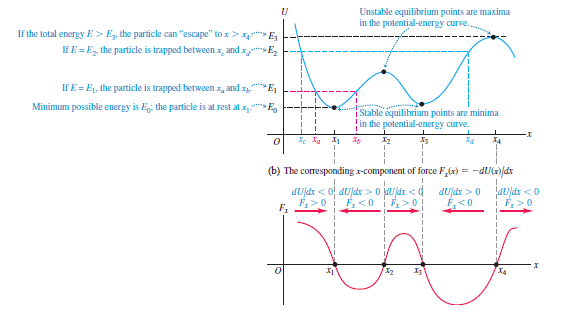 U
Unstable equilibrium points are maxima
in the potential-energy curve.
If the total energy E > E3, the particle can “escape” to x > x4.
E3
If E = E2, the particle is trapped between xc and xd.
E2
If E = E1, the particle is trapped between xa and xb.
E1
Minimum possible energy is E0; the particle is at rest at x1.
E0
Stable equilibrium points are minima
in the potential-energy curve.
O xc xa x1 xb x2 x3 xd x4 x
(b) The corresponding x-component of force Fx(x) = −dU(x)/dx
dU/dx < 0 dU/dx > 0 dU/dx < 0 dU/dx > 0 dU/dx < 0
Fx > 0 Fx < 0 Fx > 0 Fx < 0 Fx > 0
Fx
O x1 x2 x3 x4 x